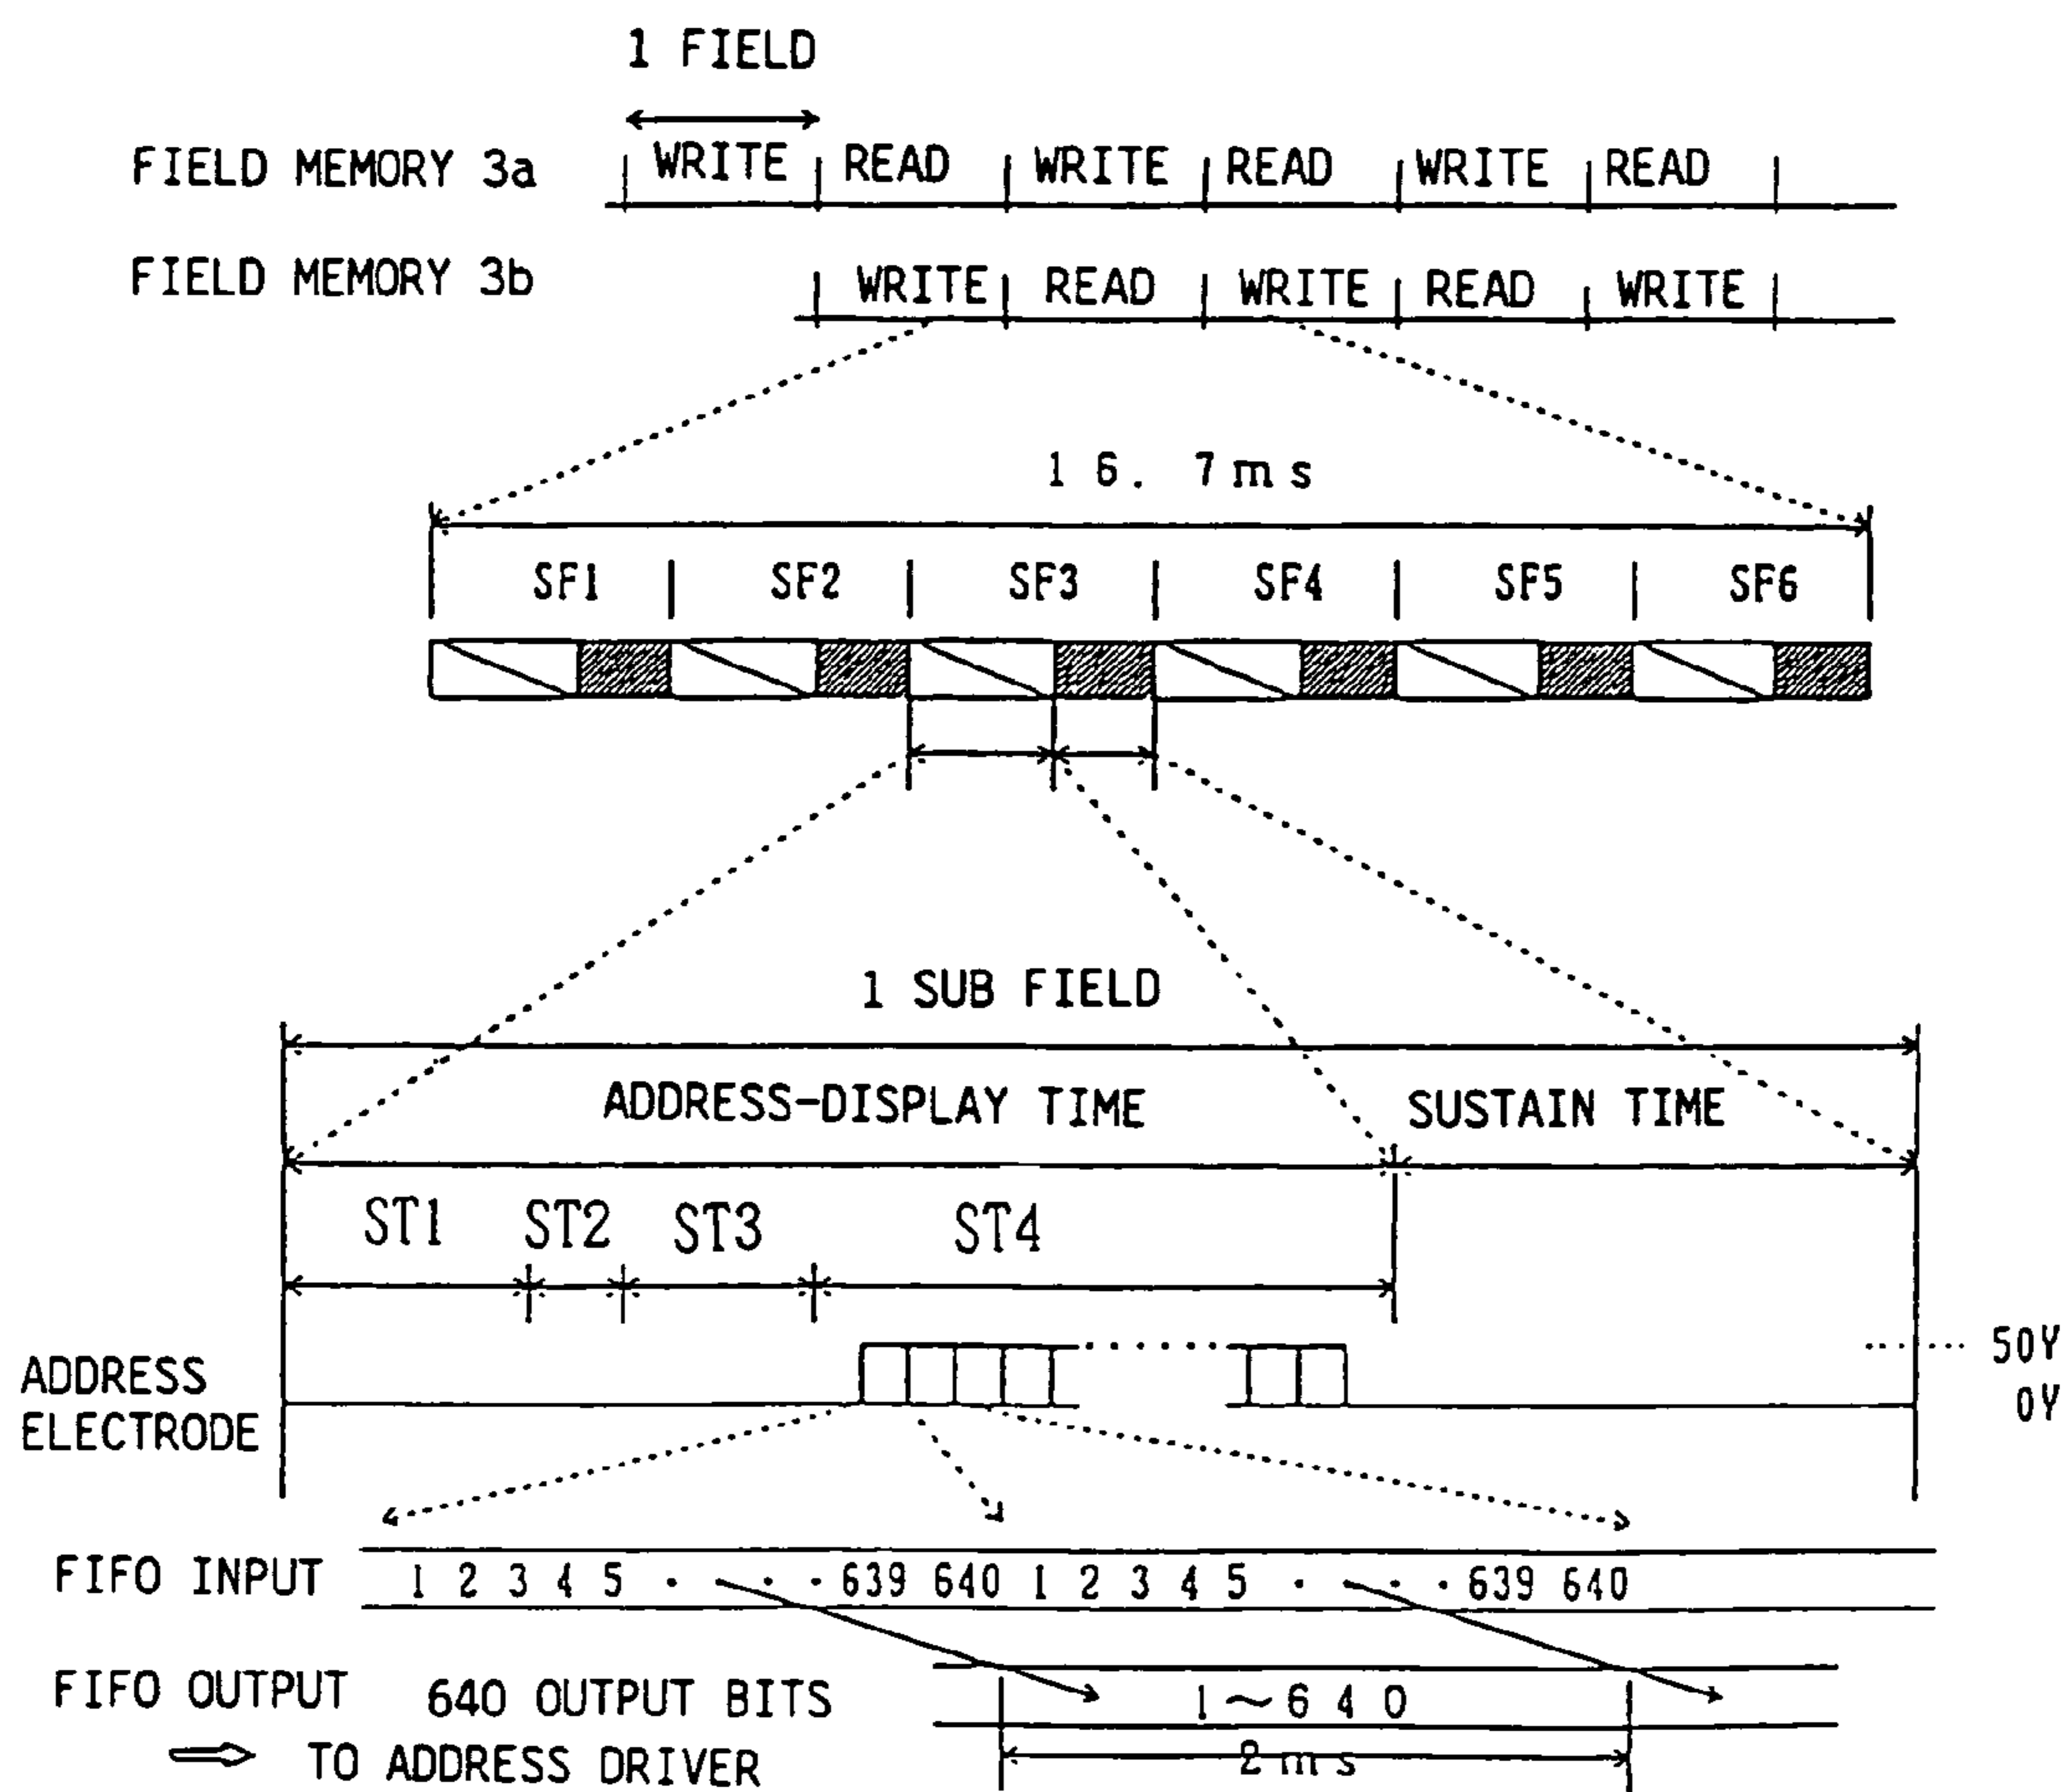 1 FIELD
FIELD MEMORY 3a WRITE READ WRITE READ WRITE READ
FIELD MEMORY 3b WRITE READ WRITE READ WRITE
16. 7ms
SF1 SF2 SF3 SF4 SF5 SF6
1 SUB FIELD
ADDRESS-DISPLAY TIME SUSTAIN TIME
ST1 ST2 ST3 ST4
50Y
ADDRESS
0Y
ELECTRODE
FIFO INPUT 1 2 3 4 5 · · · · 639 640 1 2 3 4 5 · · · · 639 640
FIFO OUTPUT 640 OUTPUT BITS 1~640
⇒ TO ADDRESS DRIVER 2ms